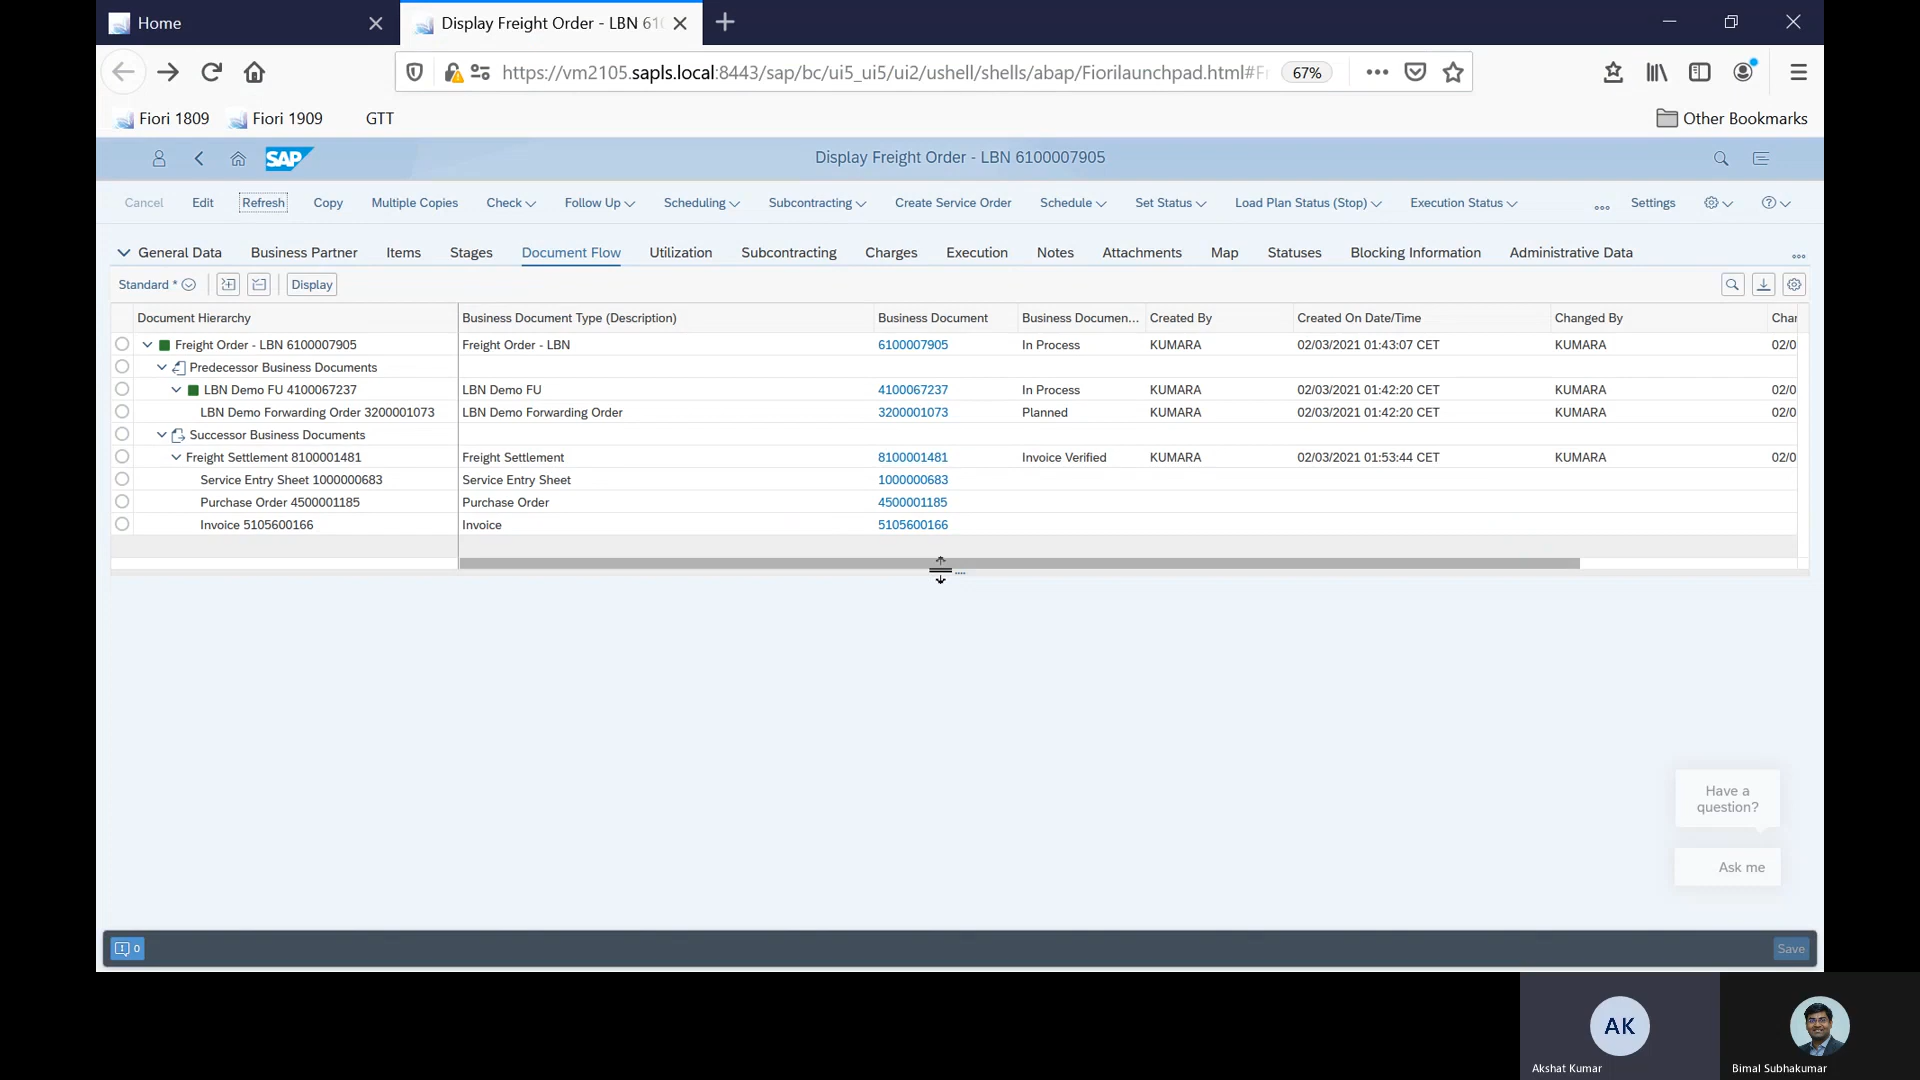 Home
Display Freight Order - LBN 610
https://vm2105.sapls.local:8443/sap/bc/ui5_ui5/ui2/ushell/shells/abap/Fiorilaunchpad.html#Fr
67%
Fiori 1809 Fiori 1909 GTT Other Bookmarks
SAP Display Freight Order - LBN 6100007905
Cancel Edit Refresh Copy Multiple Copies Check Follow Up Scheduling Subcontracting Create Service Order Schedule Set Status Load Plan Status (Stop) Execution Status ... Settings
General Data Business Partner Items Stages Document Flow Utilization Subcontracting Charges Execution Notes Attachments Map Statuses Blocking Information Administrative Data ...
Standard * Display
Document Hierarchy Business Document Type (Description) Business Document Business Documen... Created By Created On Date/Time Changed By Char
Freight Order - LBN 6100007905 Freight Order - LBN 6100007905 In Process KUMARA 02/03/2021 01:43:07 CET KUMARA 02/0
Predecessor Business Documents
LBN Demo FU 4100067237 LBN Demo FU 4100067237 In Process KUMARA 02/03/2021 01:42:20 CET KUMARA 02/0
LBN Demo Forwarding Order 3200001073 LBN Demo Forwarding Order 3200001073 Planned KUMARA 02/03/2021 01:42:20 CET KUMARA 02/0
Successor Business Documents
Freight Settlement 8100001481 Freight Settlement 8100001481 Invoice Verified KUMARA 02/03/2021 01:53:44 CET KUMARA 02/0
Service Entry Sheet 1000000683 Service Entry Sheet 1000000683
Purchase Order 4500001185 Purchase Order 4500001185
Invoice 5105600166 Invoice 5105600166
Have a
question?
Ask me
0 Save
AK
Akshat Kumar Bimal Subhakumar